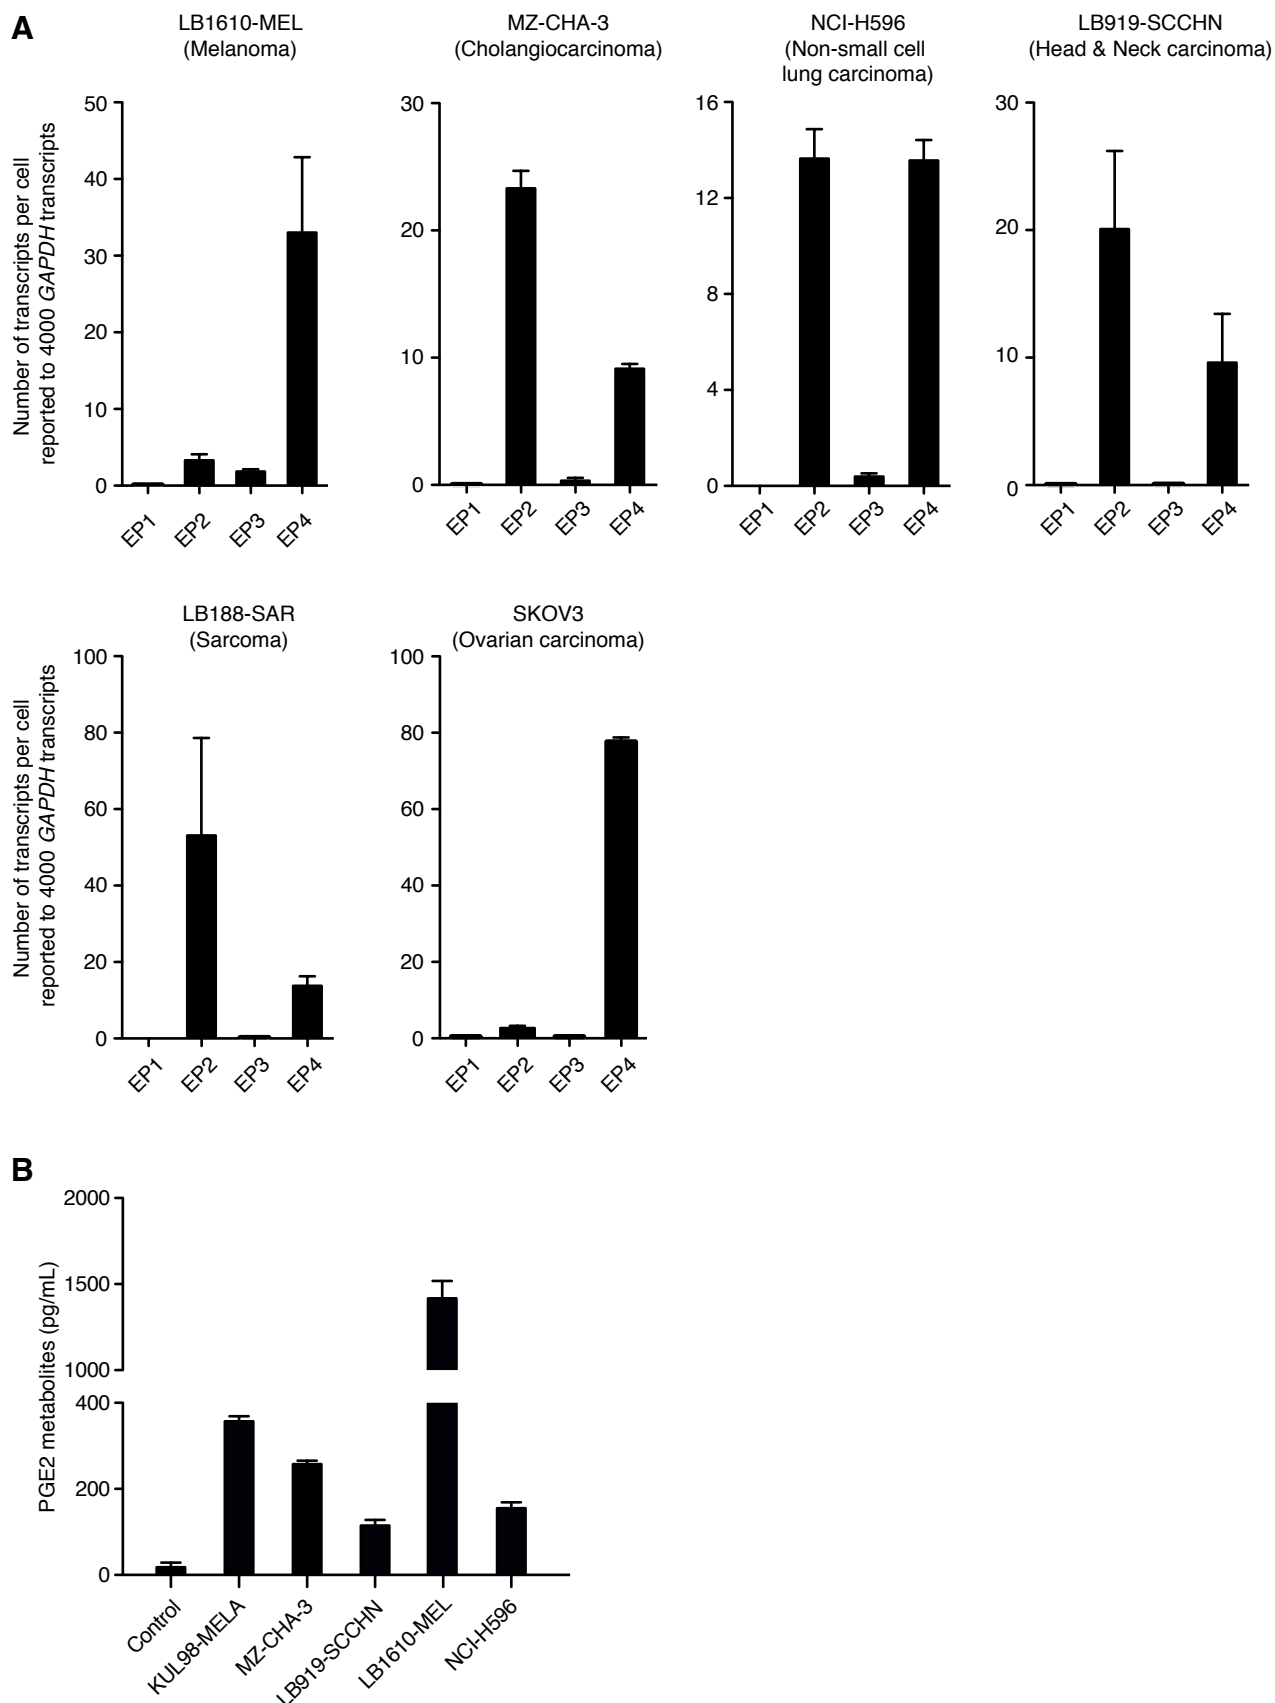 A
LB1610-MEL
(Melanoma)
MZ-CHA-3
(Cholangiocarcinoma)
NCI-H596
(Non-small cell
lung carcinoma)
LB919-SCCHN
(Head & Neck carcinoma)
Number of transcripts per cell
reported to 4000 GAPDH transcripts
50
40
30
20
10
0
EP1
EP2
EP3
EP4
30
20
10
0
EP1
EP2
EP3
EP4
16
12
8
4
0
EP1
EP2
EP3
EP4
30
20
10
0
EP1
EP2
EP3
EP4
LB188-SAR
(Sarcoma)
SKOV3
(Ovarian carcinoma)
Number of transcripts per cell
reported to 4000 GAPDH transcripts
100
80
60
40
20
0
EP1
EP2
EP3
EP4
100
80
60
40
20
0
EP1
EP2
EP3
EP4
B
PGE2 metabolites (pg/mL)
2000
1500
1000
400
200
0
Control
KUL98-MELA
MZ-CHA-3
LB919-SCCHN
LB1610-MEL
NCI-H596